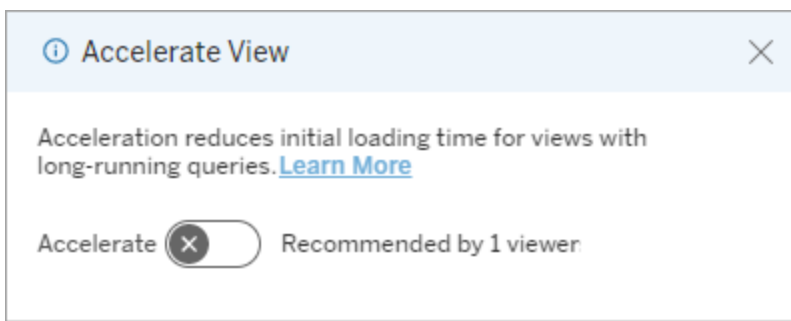 Accelerate View
Acceleration reduces initial loading time for views with
long-running queries. Learn More
Accelerate Recommended by 1 viewer